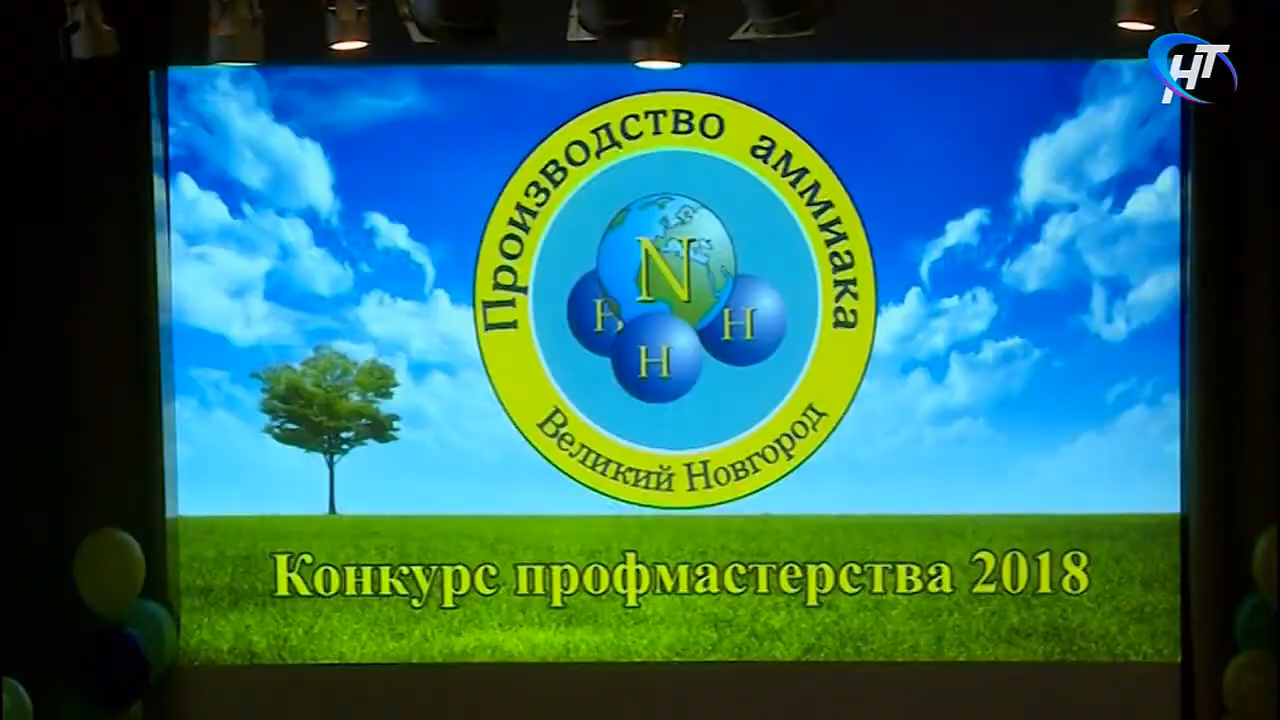 НТ
Производство аммиака
N
H
H
H
Великий Новгород
Конкурс профмастерства 2018